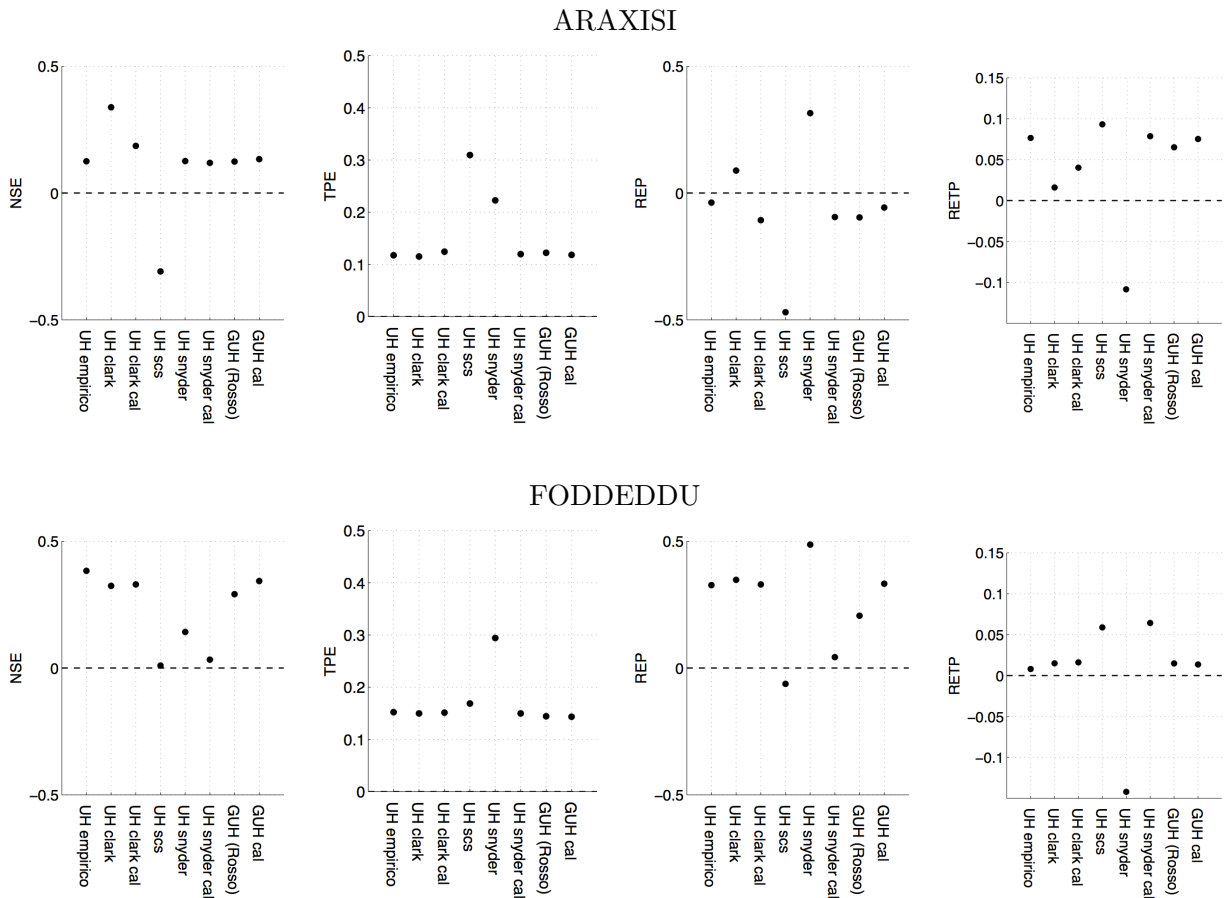 ARAXISI
0.5
0
−0.5
NSE
UH empirico
UH clark
UH clark cal
UH scs
UH snyder
UH snyder cal
GUH (Rosso)
GUH cal
0.5
0.4
0.3
0.2
0.1
0
TPE
UH empirico
UH clark
UH clark cal
UH scs
UH snyder
UH snyder cal
GUH (Rosso)
GUH cal
0.5
0
−0.5
REP
UH empirico
UH clark
UH clark cal
UH scs
UH snyder
UH snyder cal
GUH (Rosso)
GUH cal
0.15
0.1
0.05
0
−0.05
−0.1
RETP
UH empirico
UH clark
UH clark cal
UH scs
UH snyder
UH snyder cal
GUH (Rosso)
GUH cal
FODDEDDU
0.5
0
−0.5
NSE
UH empirico
UH clark
UH clark cal
UH scs
UH snyder
UH snyder cal
GUH (Rosso)
GUH cal
0.5
0.4
0.3
0.2
0.1
0
TPE
UH empirico
UH clark
UH clark cal
UH scs
UH snyder
UH snyder cal
GUH (Rosso)
GUH cal
0.5
0
−0.5
REP
UH empirico
UH clark
UH clark cal
UH scs
UH snyder
UH snyder cal
GUH (Rosso)
GUH cal
0.15
0.1
0.05
0
−0.05
−0.1
RETP
UH empirico
UH clark
UH clark cal
UH scs
UH snyder
UH snyder cal
GUH (Rosso)
GUH cal